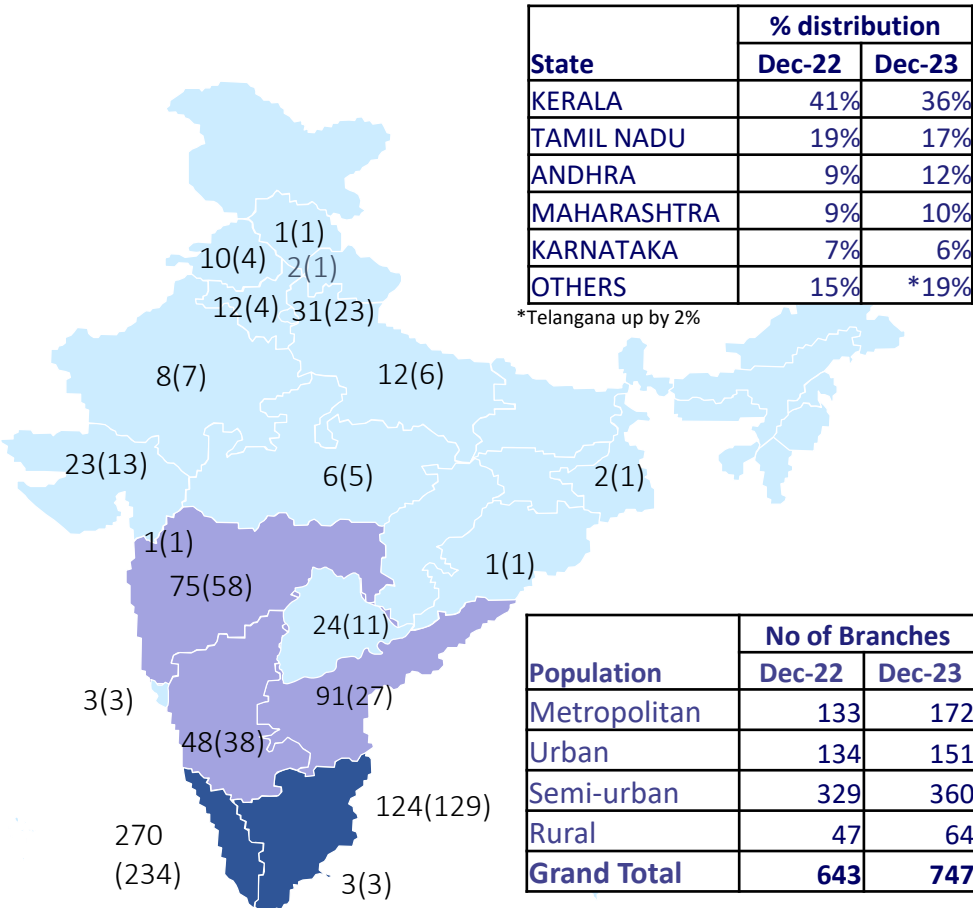 % distribution
State Dec-22 Dec-23
KERALA 41% 36%
TAMIL NADU 19% 17%
ANDHRA 9% 12%
MAHARASHTRA 9% 10%
KARNATAKA 7% 6%
OTHERS 15% *19%
*Telangana up by 2%
1(1)
10(4)
2(1)
12(4)
31(23)
8(7)
12(6)
23(13)
6(5)
2(1)
1(1)
1(1)
75(58)
24(11)
3(3)
91(27)
48(38)
124(129)
270
(234)
3(3)
No of Branches
Population Dec-22 Dec-23
Metropolitan 133 172
Urban 134 151
Semi-urban 329 360
Rural 47 64
Grand Total 643 747